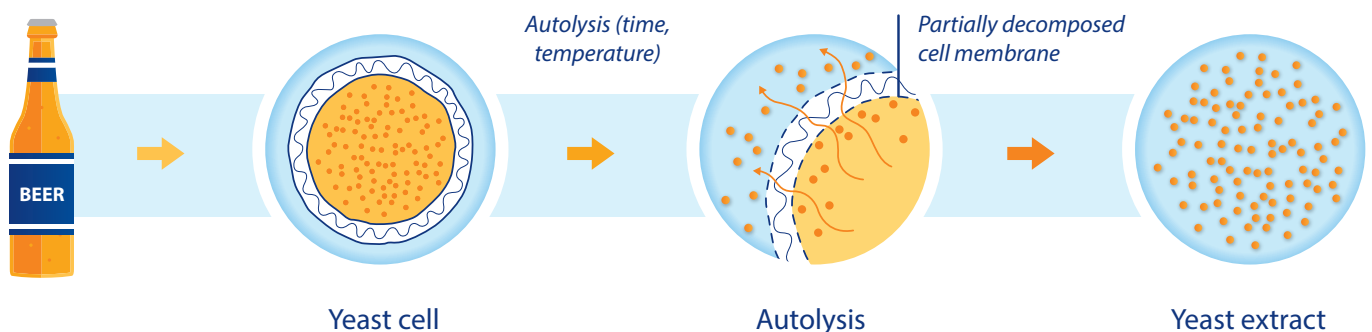 Autolysis (time,
temperature)
Partially decomposed
cell membrane
BEER
Yeast cell
Autolysis
Yeast extract